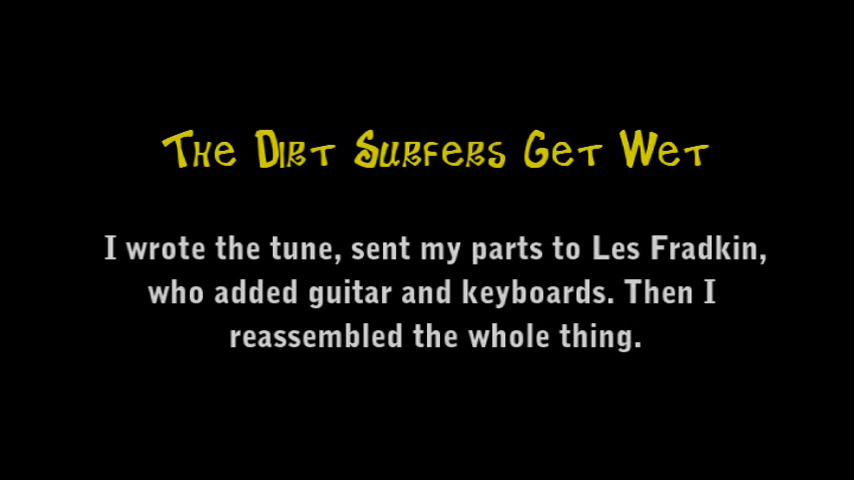 The Dirt Surfers Get Wet
I wrote the tune, sent my parts to Les Fradkin,
who added guitar and keyboards. Then I
reassembled the whole thing.